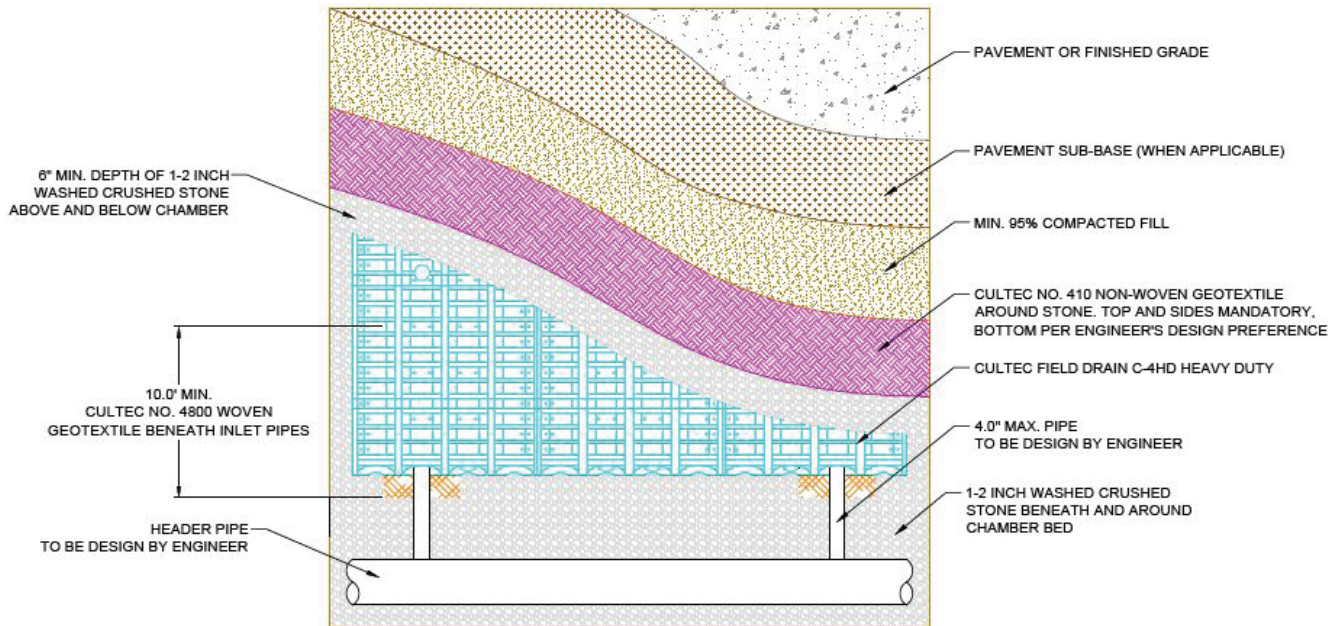 PAVEMENT OR FINISHED GRADE
PAVEMENT SUB-BASE (WHEN APPLICABLE)
MIN. 95% COMPACTED FILL
CULTEC NO. 410 NON-WOVEN GEOTEXTILE
AROUND STONE. TOP AND SIDES MANDATORY,
BOTTOM PER ENGINEER'S DESIGN PREFERENCE
CULTEC FIELD DRAIN C-4HD HEAVY DUTY
4.0" MAX. PIPE
TO BE DESIGN BY ENGINEER
1-2 INCH WASHED CRUSHED
STONE BENEATH AND AROUND
CHAMBER BED
6" MIN. DEPTH OF 1-2 INCH
WASHED CRUSHED STONE
ABOVE AND BELOW CHAMBER
10.0' MIN.
CULTEC NO. 4800 WOVEN
GEOTEXTILE BENEATH INLET PIPES
HEADER PIPE
TO BE DESIGN BY ENGINEER